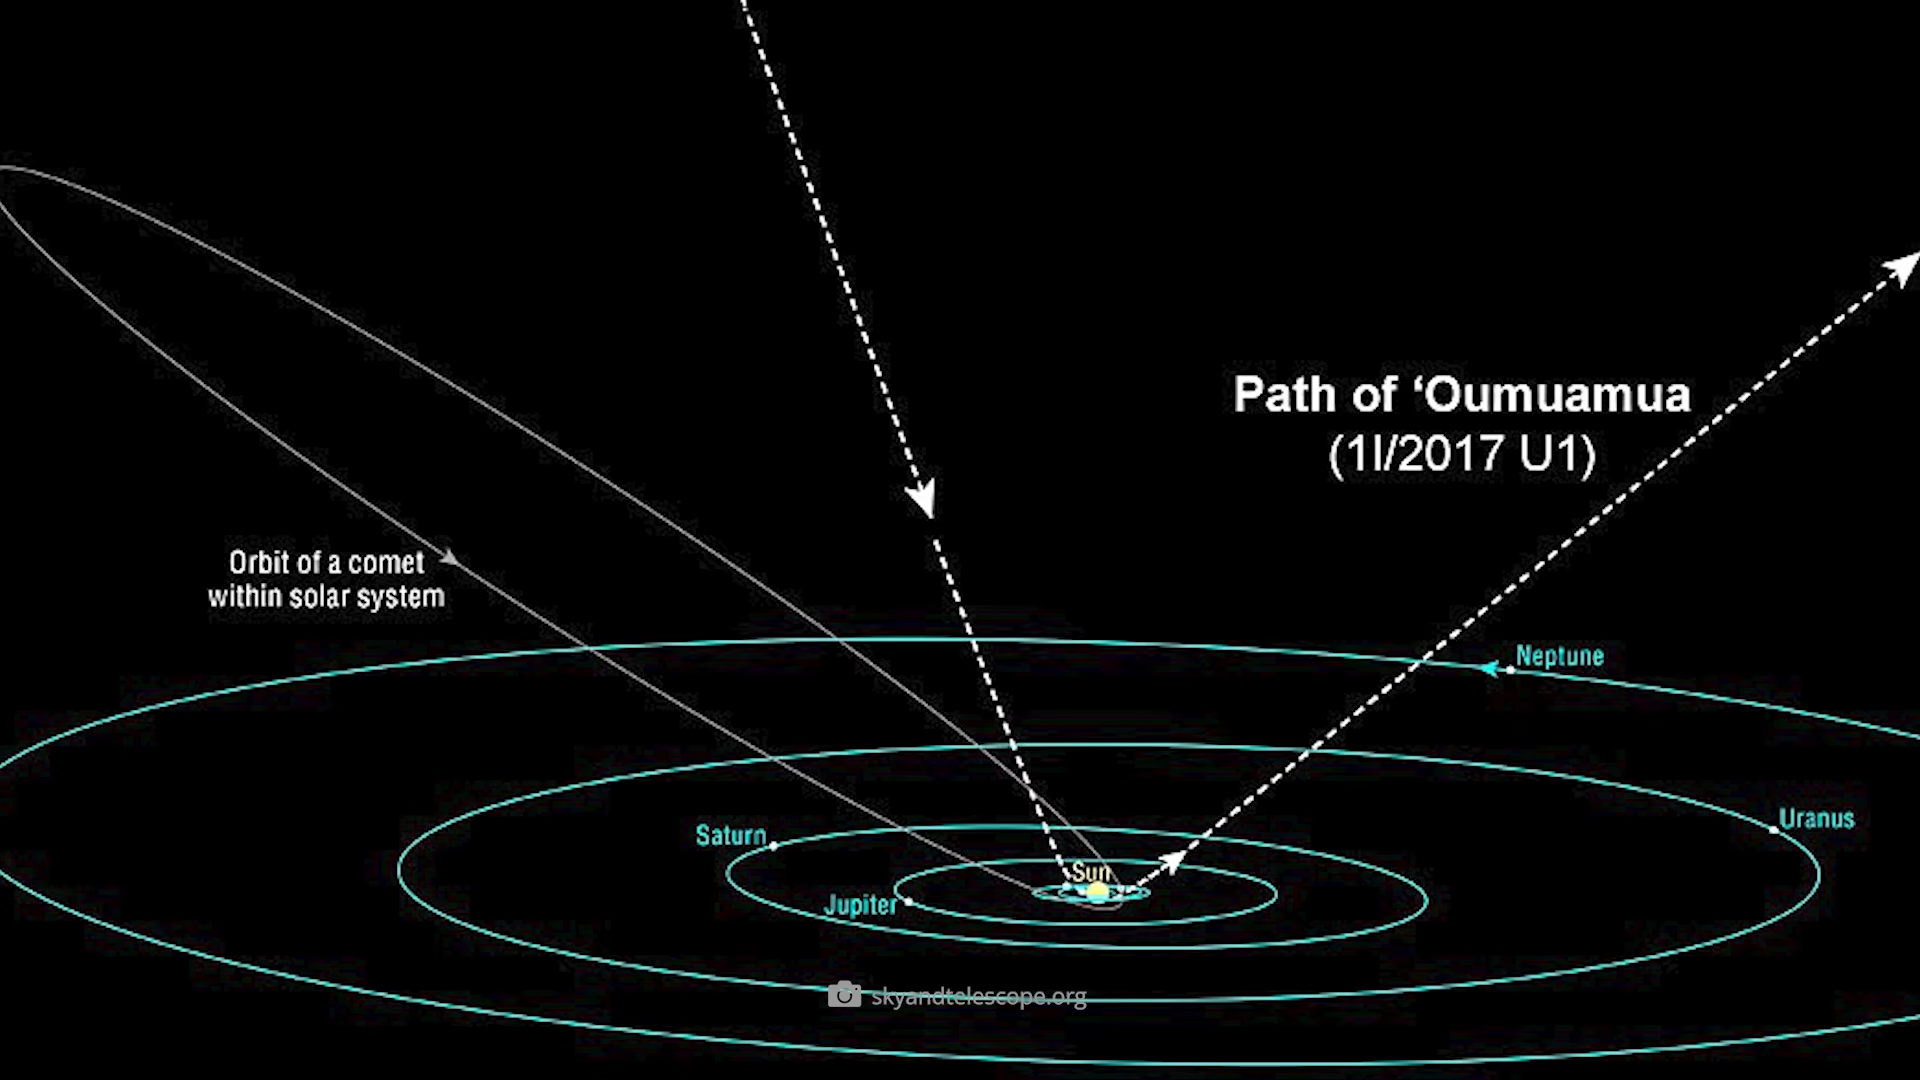 Path of ‘Oumuamua
(1I/2017 U1)
Orbit of a comet
within solar system
Neptune
Uranus
Saturn
Sun
Jupiter
skyandtelescope.org